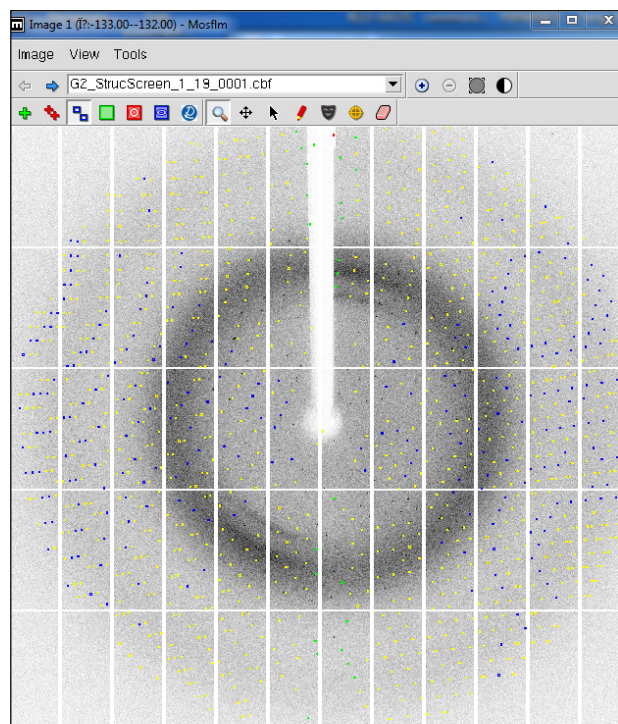 Image 1 (Ï?:-133.00--132.00) - Mosflm
Image View Tools
G2_StrucScreen_1_19_0001.cbf